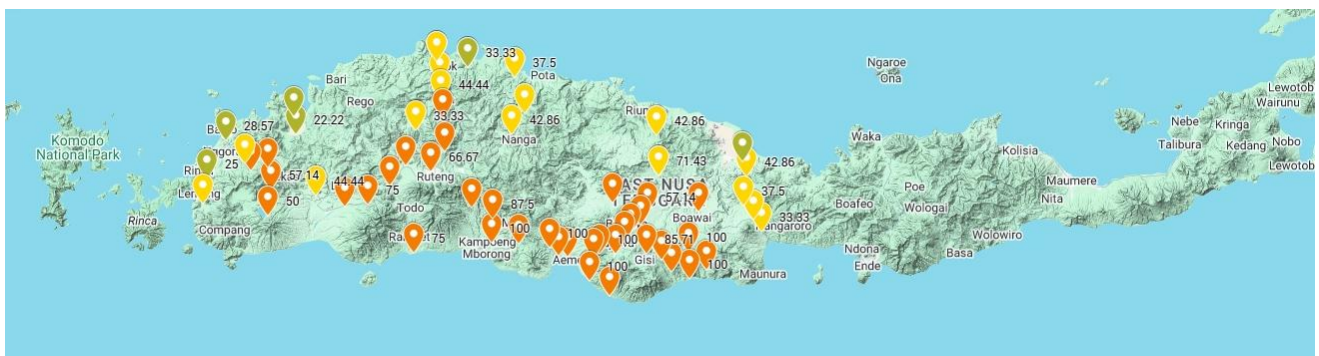 Ngaroe
Ona
Lewotob
Wairunu
33.33
37.5
Bari
Pota
Rego
44.44
Nebe
Kringa
22.22
Riun
42.86
33.33
42.86
28.57
Nanga
Waka
Talibura
Nobo
Kedang
Komodo
National Park
Kolisia
25
42.86
Lewotob
66.67
71.43
Ruteng
57.14
44.44
75
Maumere
Nita
Poe
37.5
87.5
50
Todo
Boawai
Boafeo
Wologai
Rinca
33.33
Compang
100
100
100
85.71
100
75
Wolowiro
Kampoeng
Mborong
Ndona
Ende
Basa
Gisi
100
100
Maunura